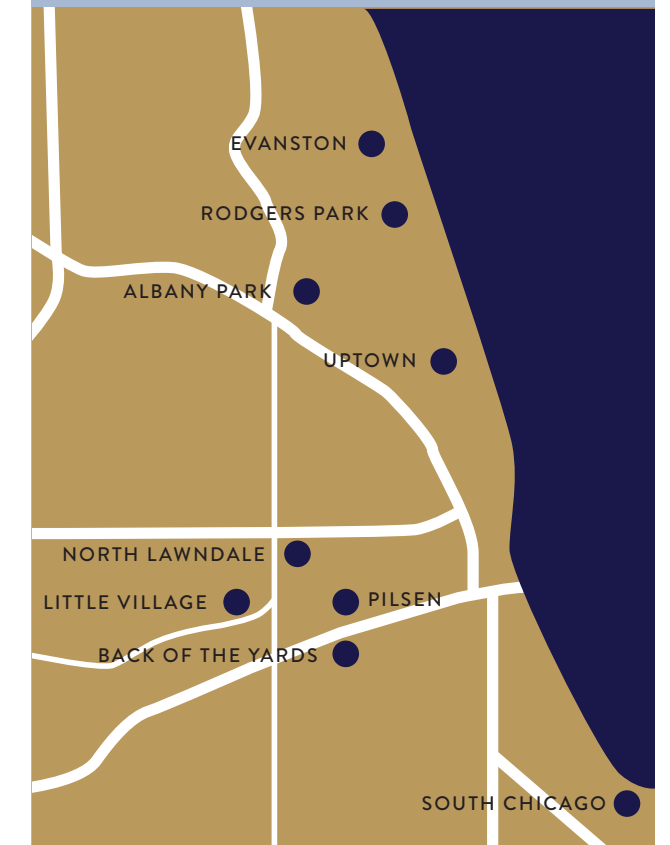 EVANSTON
RODGERS PARK
ALBANY PARK
UPTOWN
NORTH LAWNDALE
LITTLE VILLAGE
PILSEN
BACK OF THE YARDS
SOUTH CHICAGO